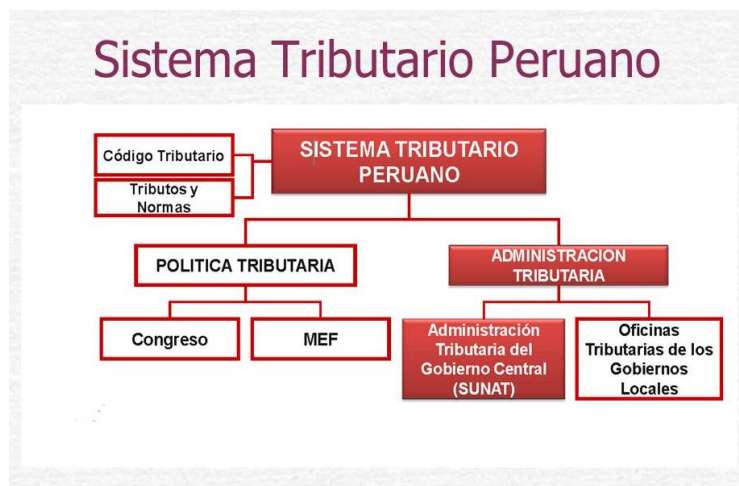 Sistema Tributario Peruano
Código Tributario
Tributos y
Normas
SISTEMA TRIBUTARIO
PERUANO
POLITICA TRIBUTARIA
ADMINISTRACION
TRIBUTARIA
Congreso
MEF
Administración
Tributaria del
Gobierno Central
(SUNAT)
Oficinas
Tributarias de los
Gobiernos
Locales